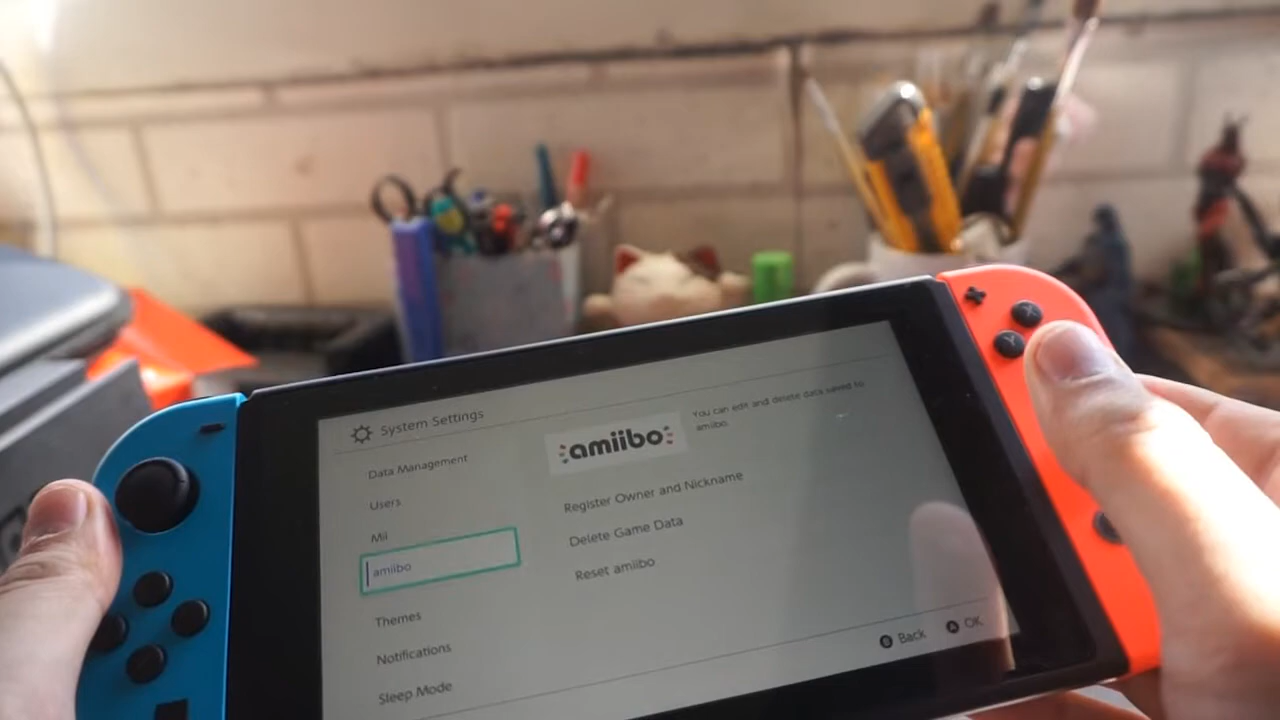 System Settings
Data Management
Users
Mii
amiibo
Themes
Notifications
Sleep Mode
amiibo
You can edit and delete data saved to
amiibo.
Register Owner and Nickname
Delete Game Data
Reset amiibo
B Back
A OK
X
Y